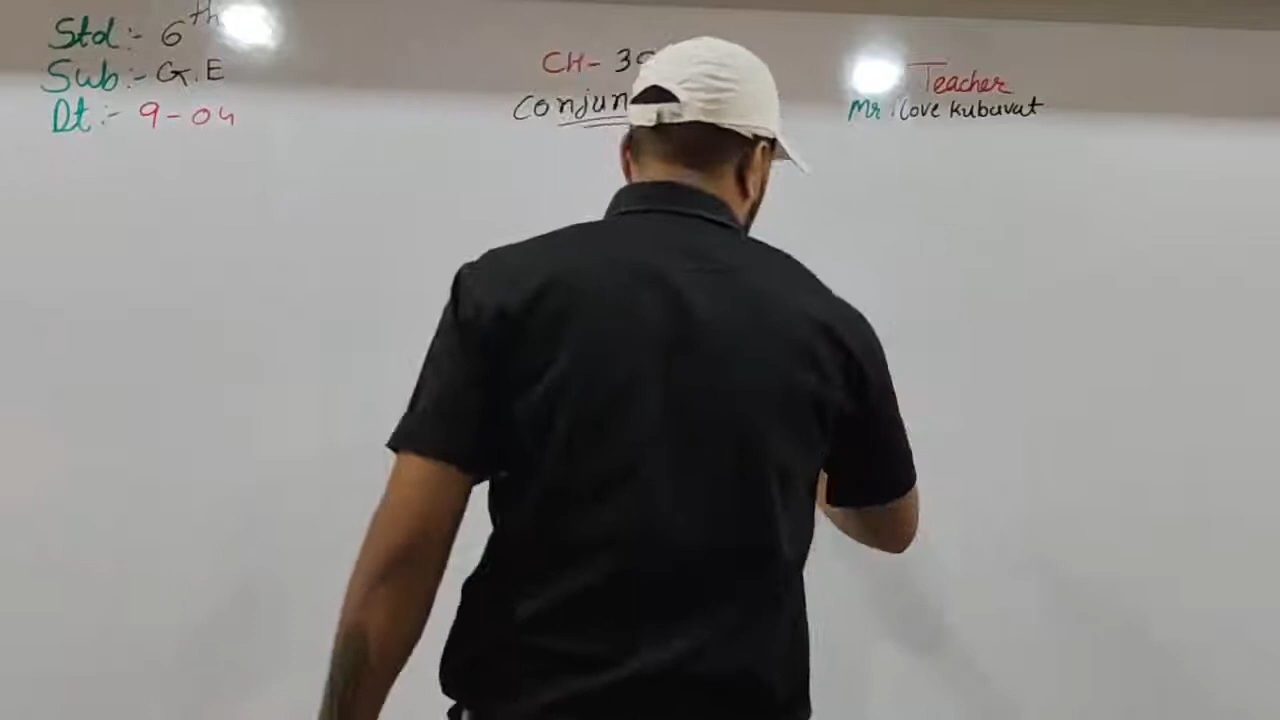 Std :- 6th
Sub :- G.E
Dt :- 9-04
CH- 3
Conjun
Teacher
Mr. love Kubavat